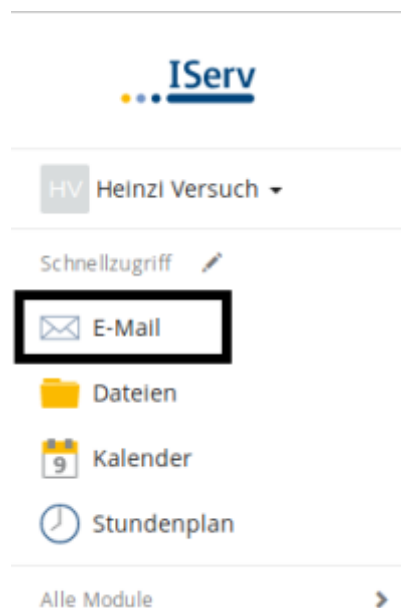 IServ
HV Heinzi Versuch
Schnellzugriff
E-Mail
Dateien
9 Kalender
Stundenplan
Alle Module